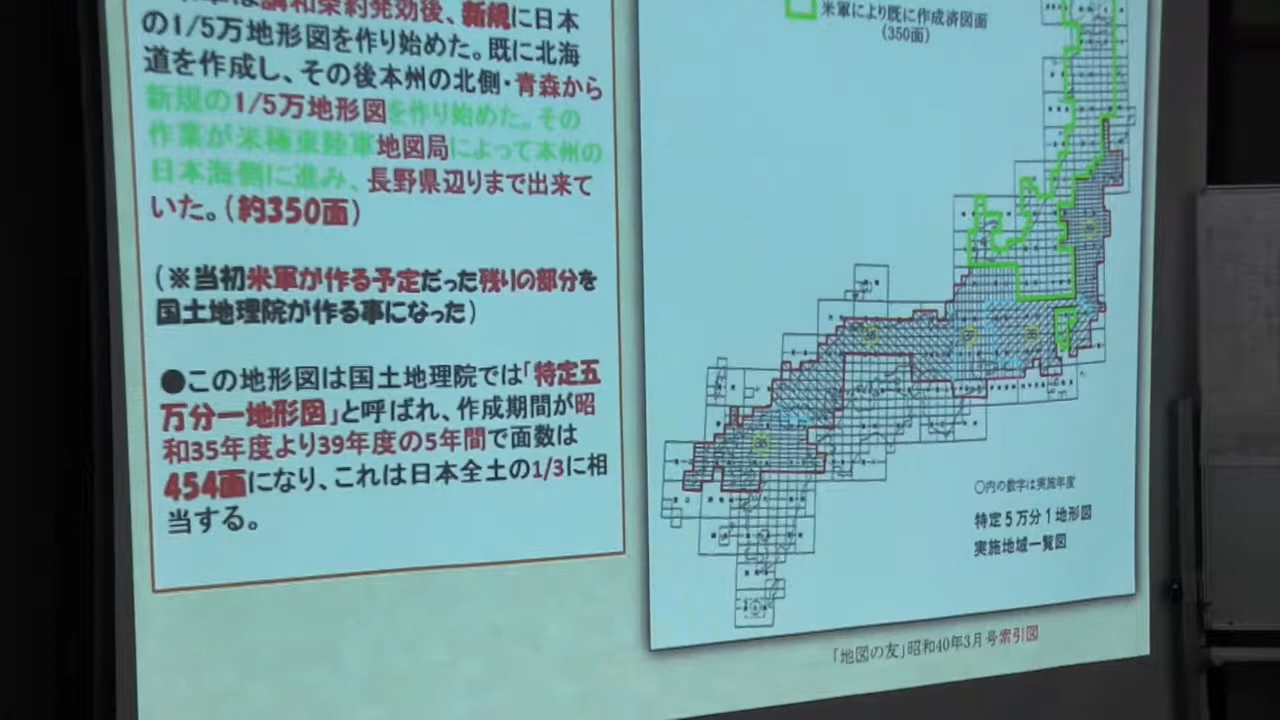 は講和条約発効後、新規に日本
の1/5万地形図を作り始めた。既に北海
道を作成し、その後本州の北側・青森から
新規の1/5万地形図を作り始めた。その
作業が米極東陸軍地図局によって本州の
日本海側に進み、長野県辺りまで出来て
いた。(約350面)
(※当初米軍が作る予定だった残りの部分を
国土地理院が作る事になった)
●この地形図は国土地理院では「特定五
万分一地形図」と呼ばれ、作成期間が昭
和35年度より39年度の5年間で面数は
454面になり、これは日本全土の1/3に相
当する。
米軍により既に作成済図面
(350面)
○内の数字は実施年度
特定5万分1地形図
実施地域一覧図
「地図の友」昭和40年3月号索引図